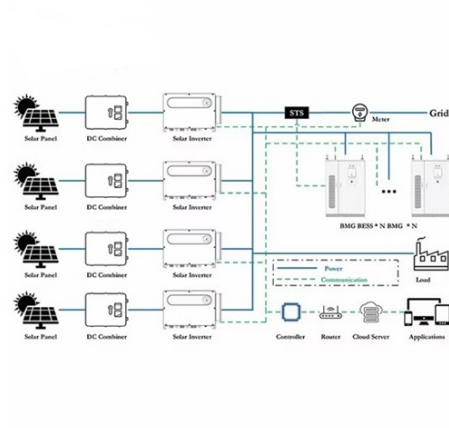 STS
Grid
Meter
Solar Panel
DC Combiner
Solar Inverter
Solar Panel
DC Combiner
Solar Inverter
BMG BESS * N BMG * N
Solar Panel
DC Combiner
Solar Inverter
Power
Communication
Load
Solar Panel
DC Combiner
Solar Inverter
Controller
Router
Cloud Server
Applications